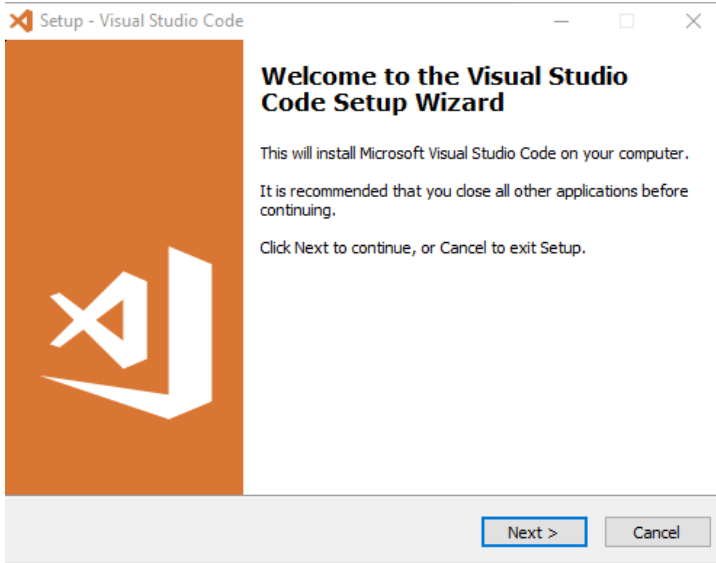 Setup - Visual Studio Code
Welcome to the Visual Studio
Code Setup Wizard
This will install Microsoft Visual Studio Code on your computer.
It is recommended that you close all other applications before
continuing.
Click Next to continue, or Cancel to exit Setup.
Next >
Cancel